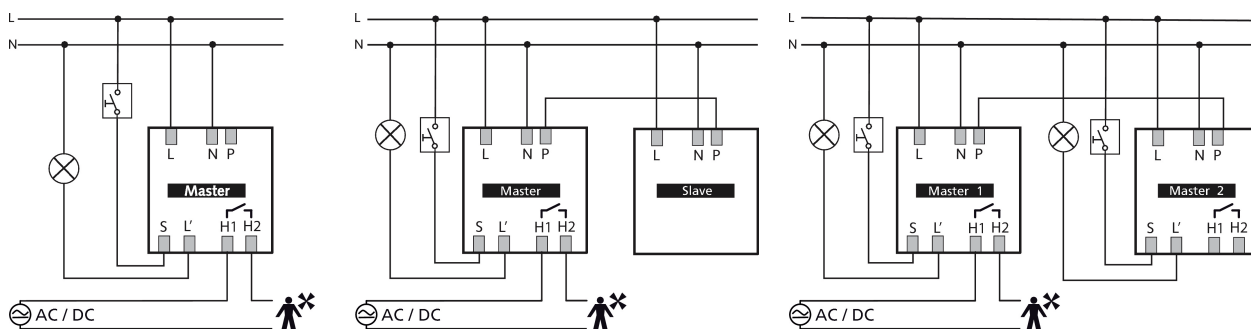 L
N
L N P
Master
S L' H1 H2
AC / DC
L
N
L N P
Master
S L' H1 H2
AC / DC
L N P
Slave
L
N
L N P
Master 1
S L' H1 H2
AC / DC
L N P
Master 2
S L' H1 H2